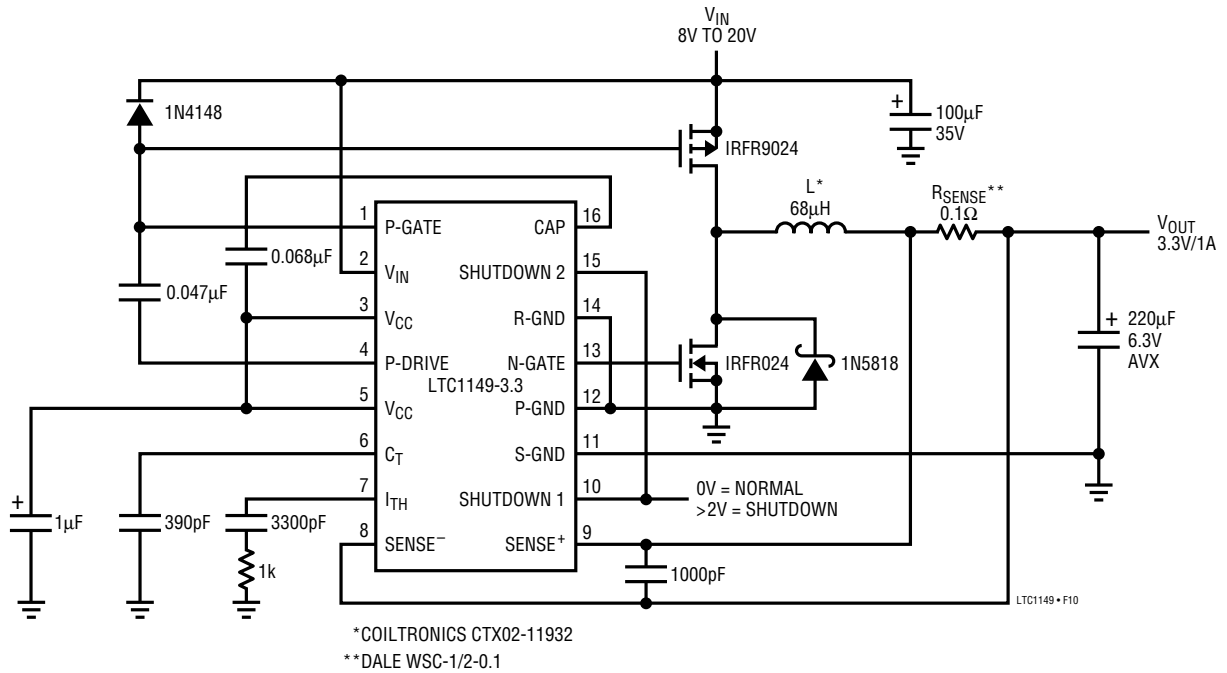 V_IN
8V TO 20V
1N4148
100µF
35V
+
IRFR9024
L*
68µH
R_SENSE**
0.1Ω
V_OUT
3.3V/1A
1
P-GATE
CAP
16
0.068µF
2
V_IN
SHUTDOWN 2
15
0.047µF
3
V_CC
R-GND
14
4
P-DRIVE
N-GATE
13
LTC1149-3.3
IRFR024
1N5818
+
220µF
6.3V
AVX
5
V_CC
P-GND
12
6
C_T
S-GND
11
7
I_TH
SHUTDOWN 1
10
0V = NORMAL
>2V = SHUTDOWN
+
1µF
390pF
3300pF
8
SENSE⁻
SENSE⁺
9
1k
1000pF
LTC1149 • F10
*COILTRONICS CTX02-11932
**DALE WSC-1/2-0.1